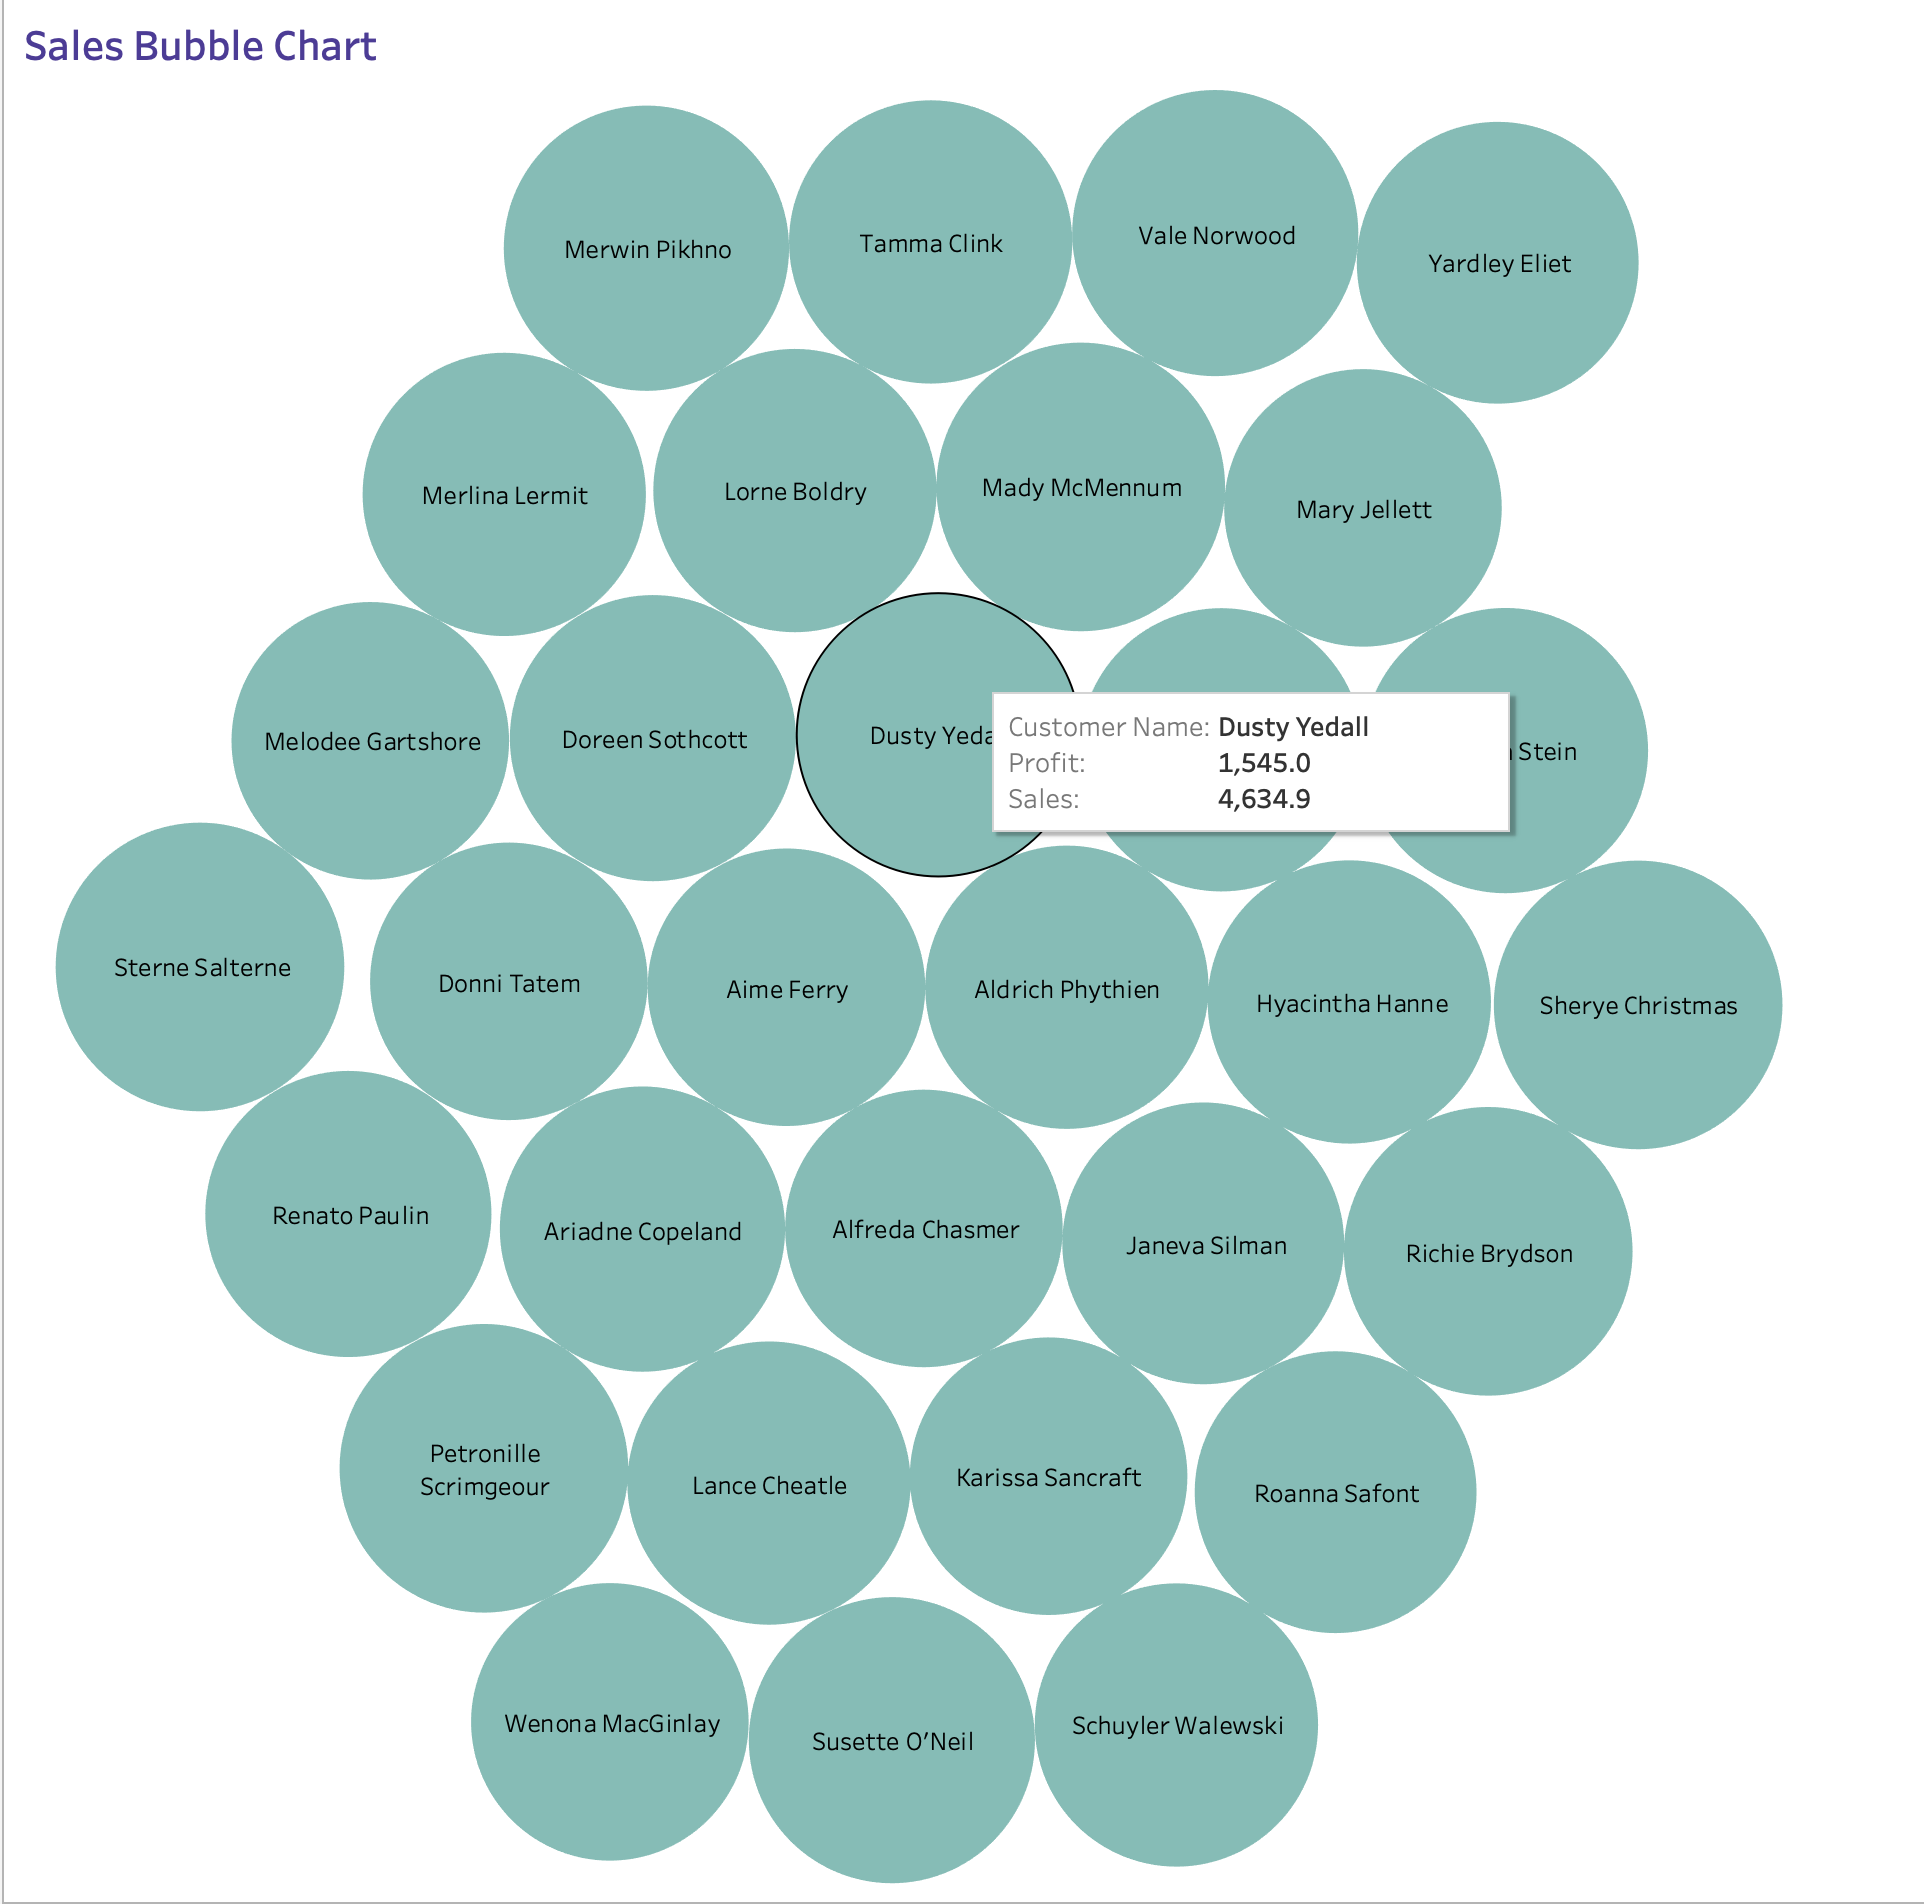 Sales Bubble Chart
Merwin Pikhno
Tamma Clink
Vale Norwood
Yardley Eliet
Merlina Lermit
Lorne Boldry
Mady McMennum
Mary Jellett
Melodee Gartshore
Doreen Sothcott
Dusty
Customer Name: Dusty Yedall
Profit: 1,545.0
Sales: 4,634.9
Stein
Sterne Salterne
Donni Tatem
Aime Ferry
Aldrich Phythien
Hyacintha Hanne
Sherye Christmas
Renato Paulin
Ariadne Copeland
Alfreda Chasmer
Janeva Silman
Richie Brydson
Petronille
Scrimgeour
Lance Cheatle
Karissa Sancraft
Roanna Safont
Wenona MacGinlay
Susette O’Neil
Schuyler Walewski